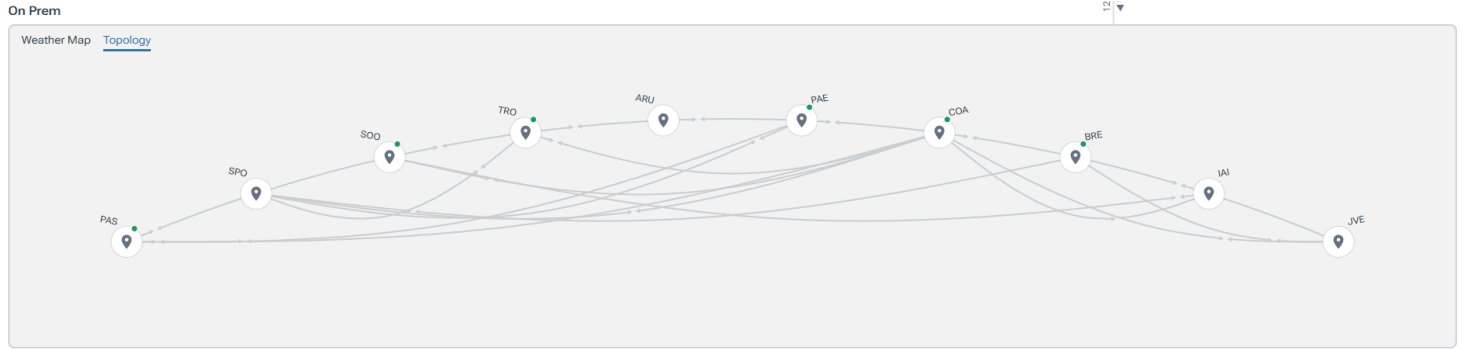 On Prem
12
Weather Map Topology
ARU
PAE
TRO
COA
SOO
BRE
SPO
IAI
PAS
JVE